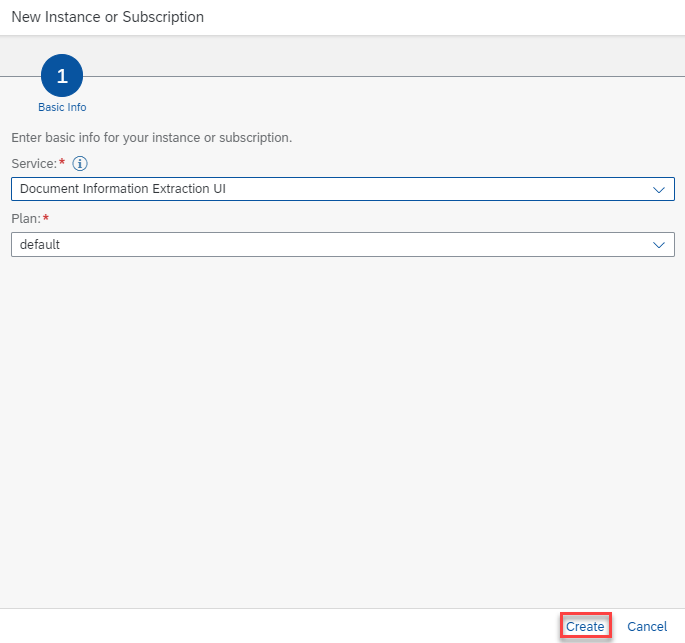 New Instance or Subscription
1
Basic Info
Enter basic info for your instance or subscription.
Service:* i
Document Information Extraction UI
Plan:*
default
Create Cancel